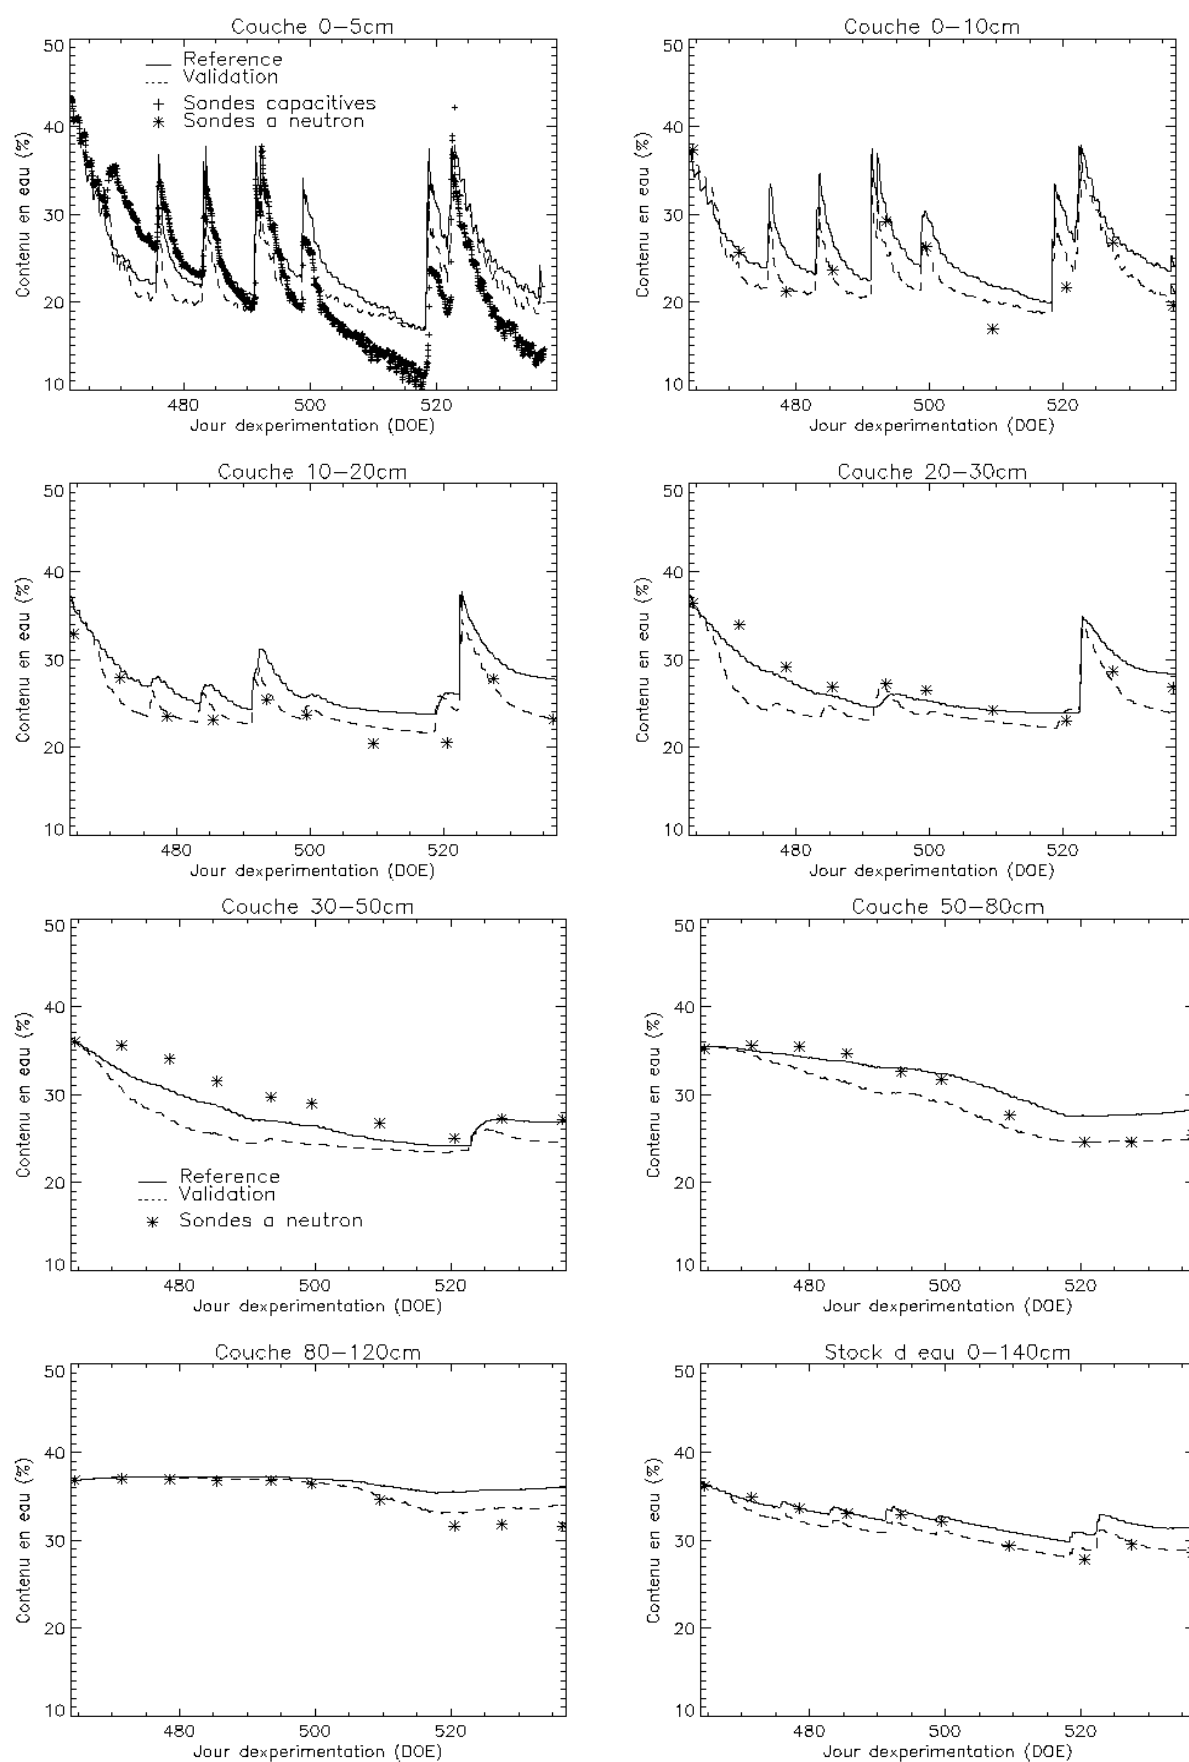 Couche 0-5cm
50
40
30
20
10
Contenu en eau (%)
Reference
Validation
Sondes capacitives
Sondes a neutron
480
500
520
Jour dexperimentation (DOE)
Couche 0-10cm
50
40
30
20
10
Contenu en eau (%)
480
500
520
Jour dexperimentation (DOE)
Couche 10-20cm
50
40
30
20
10
Contenu en eau (%)
480
500
520
Jour dexperimentation (DOE)
Couche 20-30cm
50
40
30
20
10
Contenu en eau (%)
480
500
520
Jour dexperimentation (DOE)
Couche 30-50cm
50
40
30
20
10
Contenu en eau (%)
Reference
Validation
Sondes a neutron
480
500
520
Jour dexperimentation (DOE)
Couche 50-80cm
50
40
30
20
10
Contenu en eau (%)
480
500
520
Jour dexperimentation (DOE)
Couche 80-120cm
50
40
30
20
10
Contenu en eau (%)
480
500
520
Jour dexperimentation (DOE)
Stock d eau 0-140cm
50
40
30
20
10
Contenu en eau (%)
480
500
520
Jour dexperimentation (DOE)